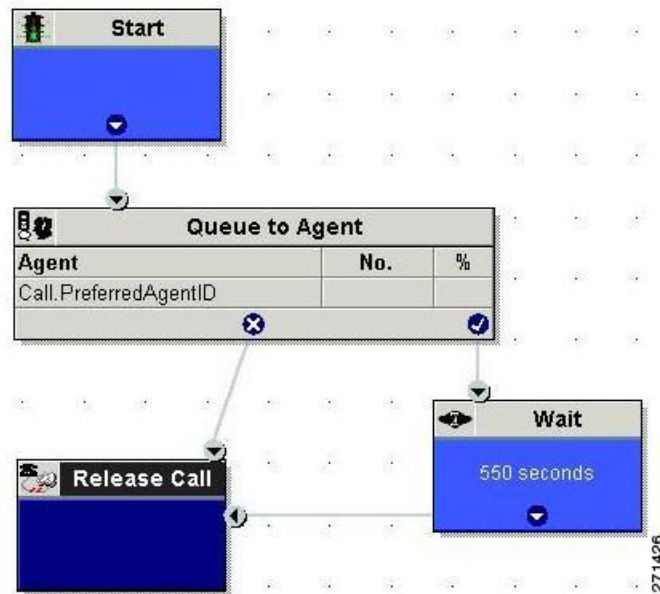 Start
Queue to Agent
Agent No. %
Call.PreferredAgentID
Wait
550 seconds
Release Call
271426